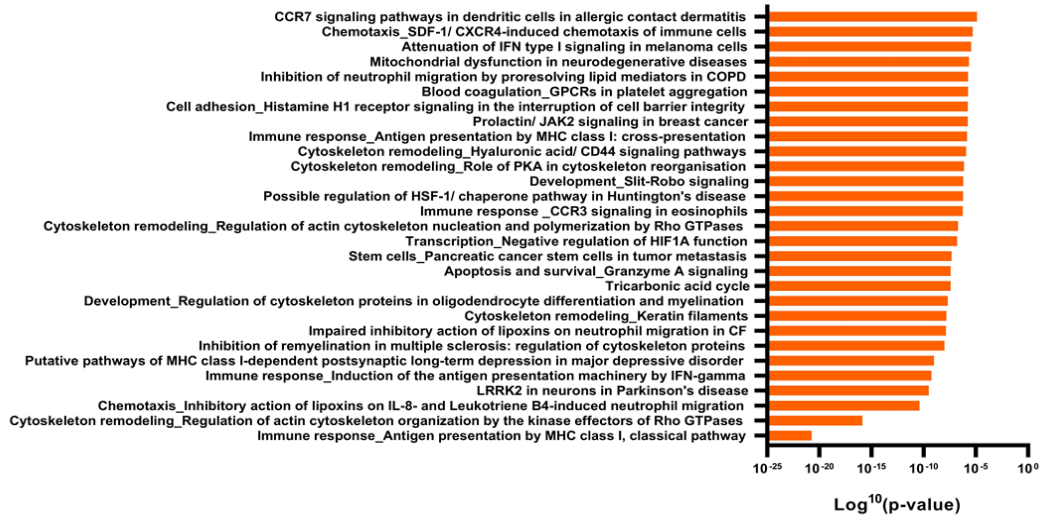 CCR7 signaling pathways in dendritic cells in allergic contact dermatitis
Chemotaxis_SDF-1/ CXCR4-induced chemotaxis of immune cells
Attenuation of IFN type I signaling in melanoma cells
Mitochondrial dysfunction in neurodegenerative diseases
Inhibition of neutrophil migration by proresolving lipid mediators in COPD
Blood coagulation_GPCRs in platelet aggregation
Cell adhesion_Histamine H1 receptor signaling in the interruption of cell barrier integrity
Prolactin/ JAK2 signaling in breast cancer
Immune response_Antigen presentation by MHC class I: cross-presentation
Cytoskeleton remodeling_Hyaluronic acid/ CD44 signaling pathways
Cytoskeleton remodeling_Role of PKA in cytoskeleton reorganisation
Development_Slit-Robo signaling
Possible regulation of HSF-1/ chaperone pathway in Huntington's disease
Immune response _CCR3 signaling in eosinophils
Cytoskeleton remodeling_Regulation of actin cytoskeleton nucleation and polymerization by Rho GTPases
Transcription_Negative regulation of HIF1A function
Stem cells_Pancreatic cancer stem cells in tumor metastasis
Apoptosis and survival_Granzyme A signaling
Tricarbonic acid cycle
Development_Regulation of cytoskeleton proteins in oligodendrocyte differentiation and myelination
Cytoskeleton remodeling_Keratin filaments
Impaired inhibitory action of lipoxins on neutrophil migration in CF
Inhibition of remyelination in multiple sclerosis: regulation of cytoskeleton proteins
Putative pathways of MHC class I-dependent postsynaptic long-term depression in major depressive disorder
Immune response_Induction of the antigen presentation machinery by IFN-gamma
LRRK2 in neurons in Parkinson's disease
Chemotaxis_Inhibitory action of lipoxins on IL-8- and Leukotriene B4-induced neutrophil migration
Cytoskeleton remodeling_Regulation of actin cytoskeleton organization by the kinase effectors of Rho GTPases
Immune response_Antigen presentation by MHC class I, classical pathway
10⁻²⁵ 10⁻²⁰ 10⁻¹⁵ 10⁻¹⁰ 10⁻⁵ 10⁰
Log¹⁰(p-value)